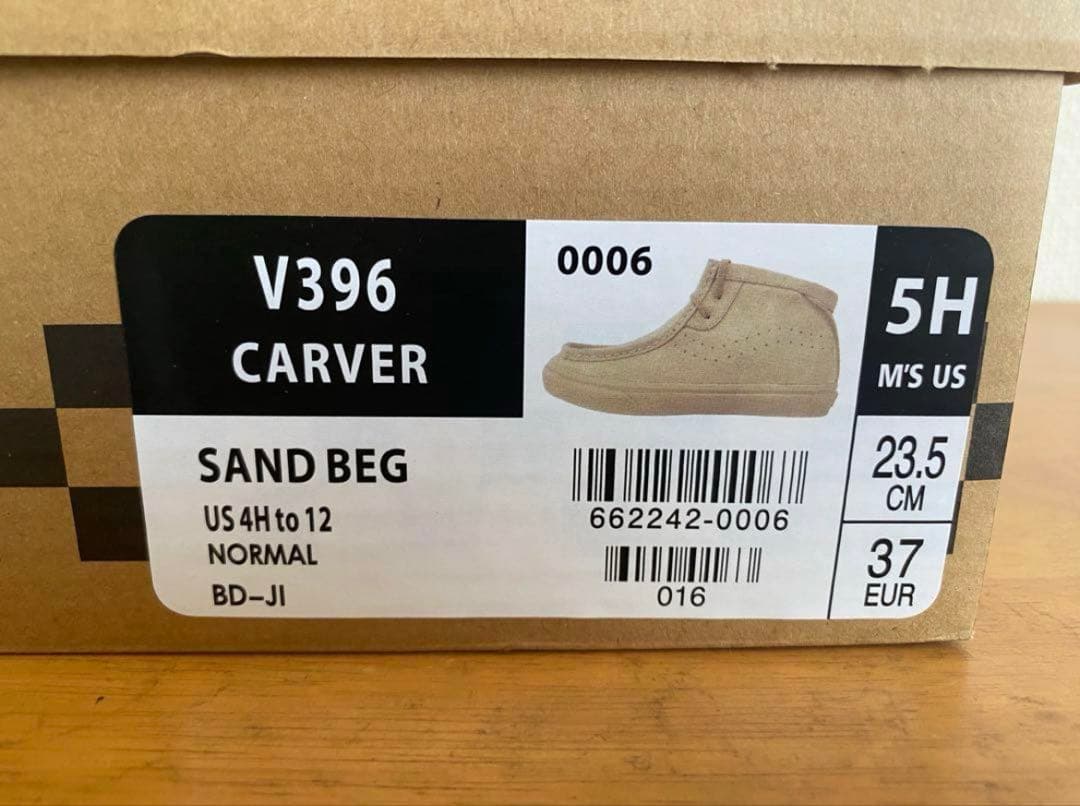 V396
CARVER
0006
5H
M'S US
SAND BEG
US 4H to 12
NORMAL
BD-JI
662242-0006
016
23.5
CM
37
EUR